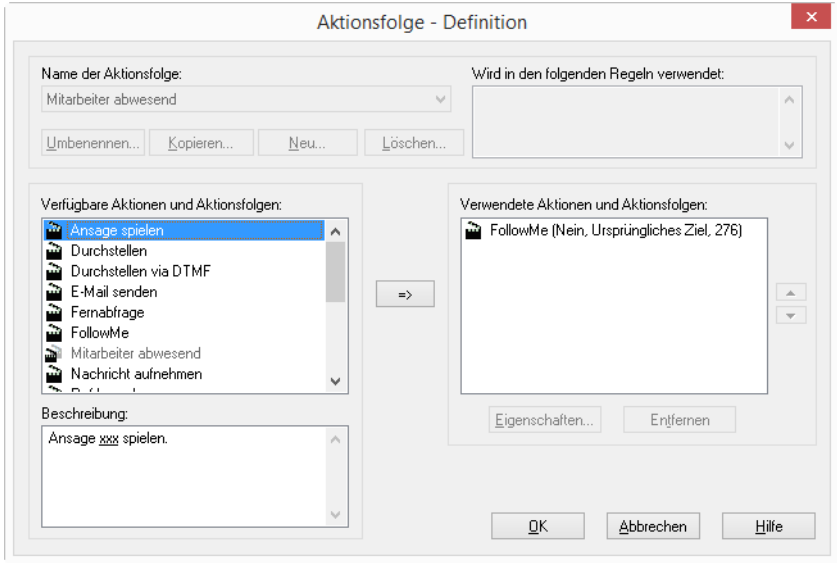 Aktionsfolge - Definition
Name der Aktionsfolge:
Mitarbeiter abwesend
Umbenennen...
Kopieren...
Neu...
Löschen...
Wird in den folgenden Regeln verwendet:
Verfügbare Aktionen und Aktionsfolgen:
Ansage spielen
Durchstellen
Durchstellen via DTMF
E-Mail senden
Fernabfrage
FollowMe
Mitarbeiter abwesend
Nachricht aufnehmen
=>
Verwendete Aktionen und Aktionsfolgen:
FollowMe (Nein, Ursprüngliches Ziel, 276)
Eigenschaften...
Entfernen
Beschreibung:
Ansage xxx spielen.
OK
Abbrechen
Hilfe